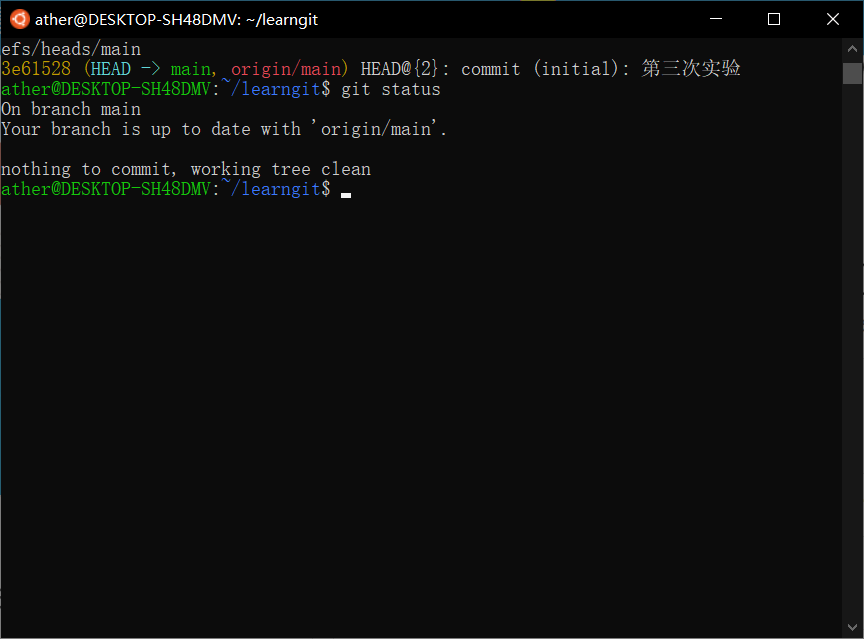 ather@DESKTOP-SH48DMV: ~/learngit
efs/heads/main
3e61528 (HEAD -> main, origin/main) HEAD@{2}: commit (initial): 第三次实验
ather@DESKTOP-SH48DMV:~/learngit$ git status
On branch main
Your branch is up to date with 'origin/main'.
nothing to commit, working tree clean
ather@DESKTOP-SH48DMV:~/learngit$